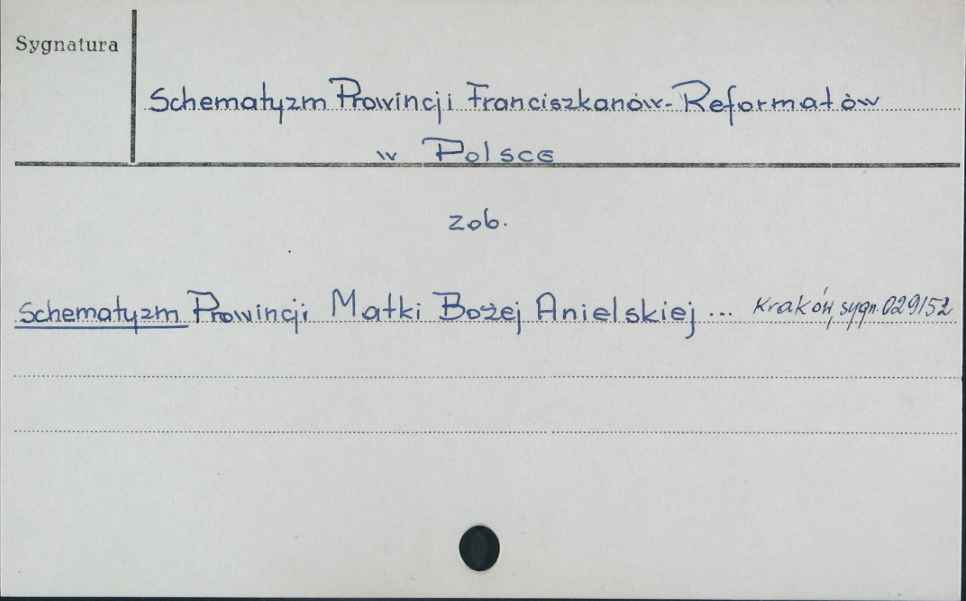 Sygnatura
Schematyzm Prowincji Franciszkanów-Reformatów
w Polsce
zob.
Schematyzm Prowincji Matki Bożej Anielskiej ... Kraków, sygn. 029152